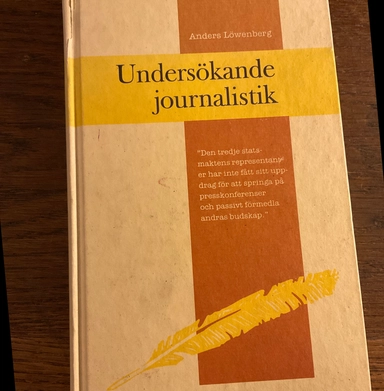 Anders Löwenberg
Undersökande
journalistik
"Den tredje stats-
maktens representanter
er har inte fått sitt upp-
drag för att springa på
presskonferenser
och passivt förmedla
andras budskap."